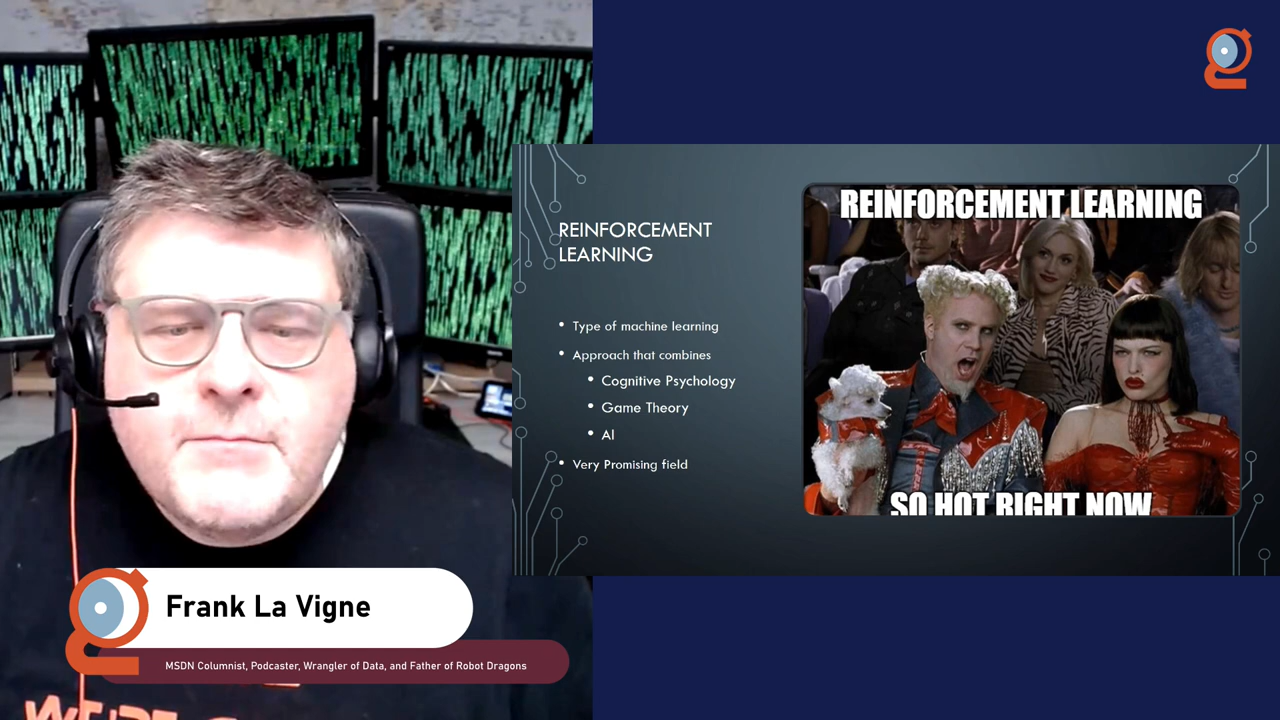 REINFORCEMENT
LEARNING
Type of machine learning
Approach that combines
Cognitive Psychology
Game Theory
AI
Very Promising field
REINFORCEMENT LEARNING
SO HOT RIGHT NOW
Frank La Vigne
MSDN Columnist, Podcaster, Wrangler of Data, and Father of Robot Dragons